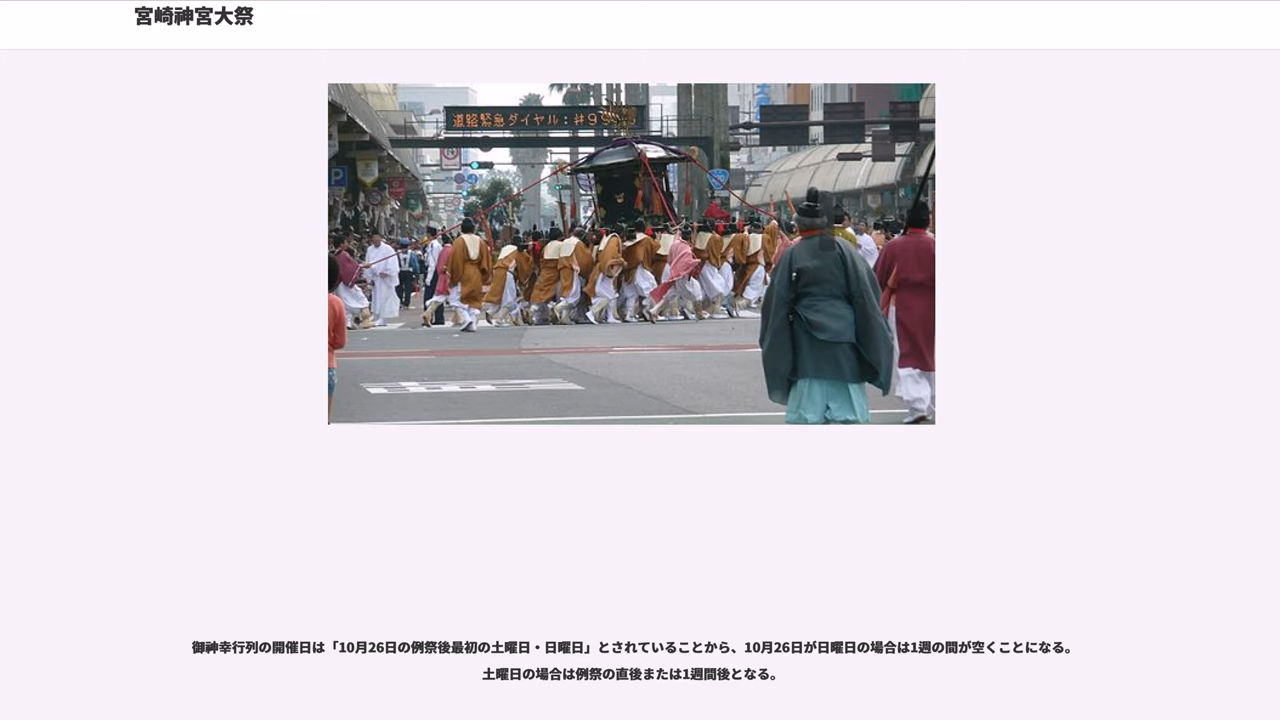 宮崎神宮大祭
道路緊急ダイヤル:#99
P
御神幸行列の開催日は「10月26日の例祭後最初の土曜日・日曜日」とされていることから、10月26日が日曜日の場合は1週の間が空くことになる。
土曜日の場合は例祭の直後または1週間後となる。